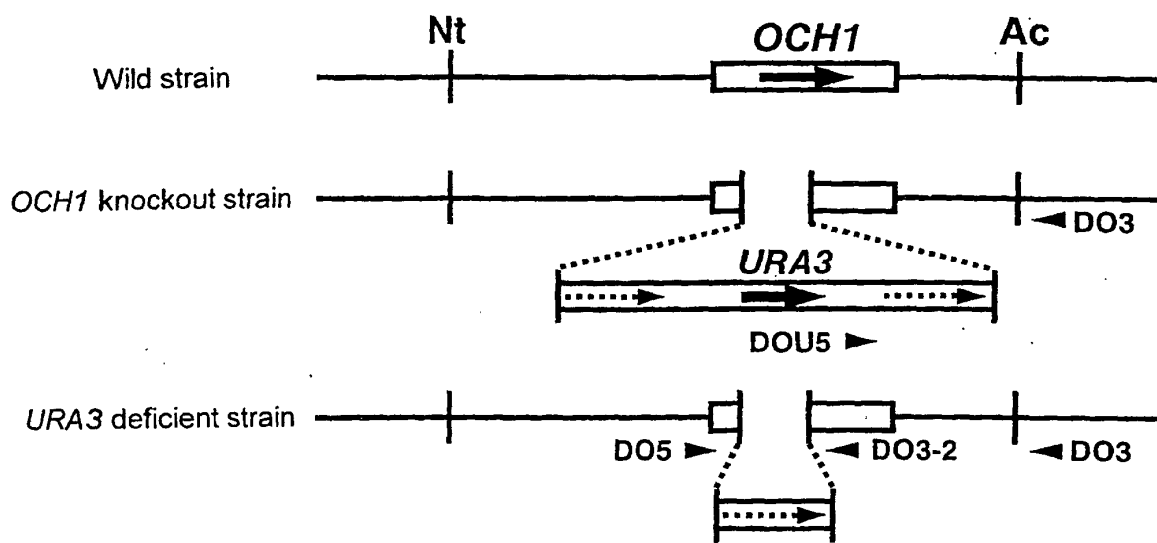 Nt OCH1 Ac
Wild strain
OCH1 knockout strain
DO3
URA3
DOU5
URA3 deficient strain
DO5 DO3-2 DO3